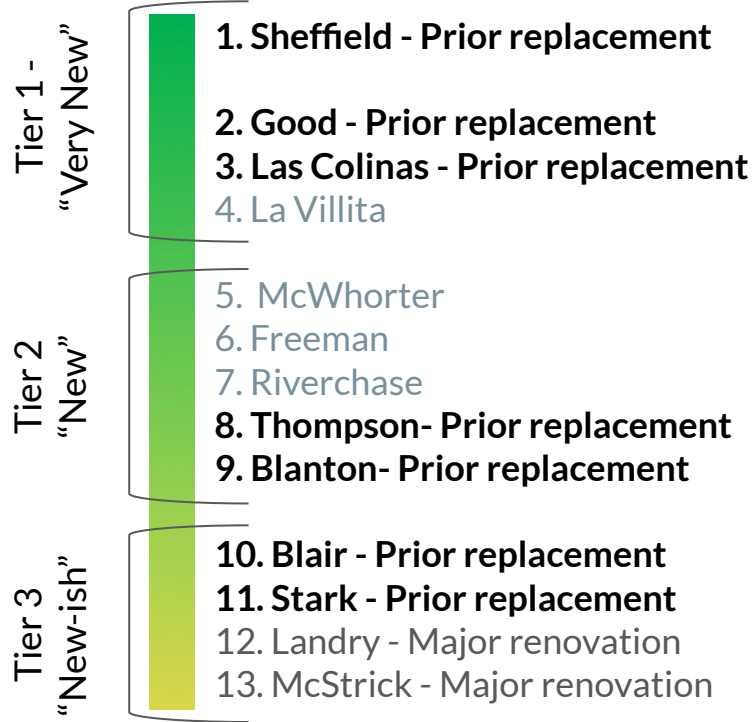 Tier 1 -
“Very New”
1. Sheffield - Prior replacement
2. Good - Prior replacement
3. Las Colinas - Prior replacement
4. La Villita
Tier 2
“New”
5. McWhorter
6. Freeman
7. Riverchase
8. Thompson- Prior replacement
9. Blanton- Prior replacement
Tier 3
“New-ish”
10. Blair - Prior replacement
11. Stark - Prior replacement
12. Landry - Major renovation
13. McStrick - Major renovation